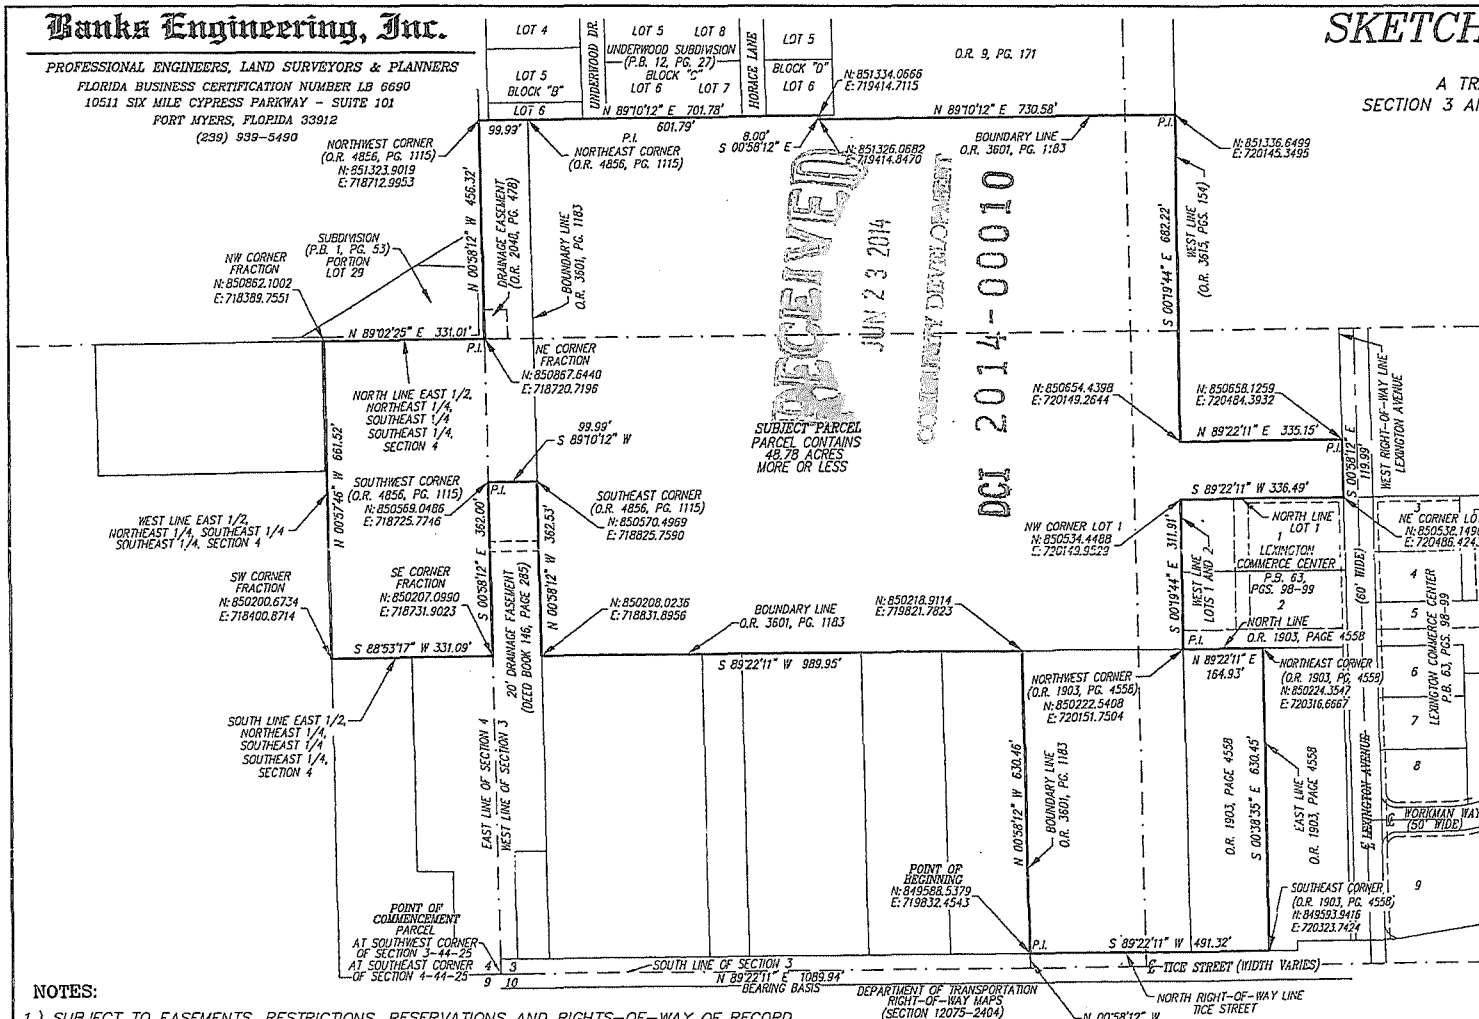 Banks Engineering, Inc.
PROFESSIONAL ENGINEERS, LAND SURVEYORS & PLANNERS
FLORIDA BUSINESS CERTIFICATION NUMBER LB 6690
10511 SIX MILE CYPRESS PARKWAY - SUITE 101
FORT MYERS, FLORIDA 33912
(239) 939-5490
SKETCH
A TR
SECTION 3 A
LOT 4
LOT 5
BLOCK "B"
LOT 6
UNDERWOOD DR.
LOT 5 LOT 8
UNDERWOOD SUBDIVISION
(P.B. 12, PG. 27)
BLOCK "C"
LOT 6 LOT 7
HORACE LANE
LOT 5
BLOCK "D"
LOT 6
O.R. 9, PG. 171
N: 851334.0666
E: 719414.7115
N 89°10'12" E 701.78'
N 89°10'12" E 730.58'
99.99'
601.79'
8.00'
S 00°58'12" E
P.I.
NORTHEAST CORNER
(O.R. 4856, PG. 1115)
N: 851326.0682
E: 719414.8470
BOUNDARY LINE
O.R. 3601, PG. 1183
P.I.
N: 851336.6499
E: 720145.3495
NORTHWEST CORNER
(O.R. 4856, PG. 1115)
N: 851323.9019
E: 718712.9953
N 00°58'12" W 456.32'
DRAINAGE EASEMENT
(O.R. 2040, PG. 478)
BOUNDARY LINE
O.R. 3601, PG. 1183
RECEIVED
JUN 23 2014
COMMUNITY DEVELOPMENT
DCI 2014-00010
S 00°19'44" E 682.22'
WEST LINE
(O.R. 3615, PGS. 154)
SUBDIVISION
(P.B. 1, PG. 53)
PORTION
LOT 29
NW CORNER
FRACTION
N: 850862.1002
E: 718389.7551
N 89°02'25" E 331.01'
P.I.
NE CORNER
FRACTION
N: 850867.6440
E: 718720.7196
NORTH LINE EAST 1/2,
NORTHEAST 1/4,
SOUTHEAST 1/4
SOUTHEAST 1/4,
SECTION 4
99.99'
S 89°10'12" W
SUBJECT PARCEL
PARCEL CONTAINS
48.78 ACRES
MORE OR LESS
N: 850654.4398
E: 720149.2644
N: 850658.1259
E: 720484.3932
N 89°22'11" E 335.15'
P.I.
S 00°58'12" E
119.99'
WEST RIGHT-OF-WAY LINE
LEXINGTON AVENUE
N 00°57'46" W 661.52'
SOUTHWEST CORNER
(O.R. 4856, PG. 1115)
N: 850569.0486
E: 718725.7746
P.I.
SOUTHEAST CORNER
(O.R. 4856, PG. 1115)
N: 850570.4969
E: 718825.7590
S 89°22'11" W 336.49'
WEST LINE EAST 1/2,
NORTHEAST 1/4, SOUTHEAST 1/4
SOUTHEAST 1/4, SECTION 4
S 00°58'12" E 362.00'
N 00°58'12" W 362.53'
NW CORNER LOT 1
N: 850534.4488
E: 720149.9529
S 00°19'44" E 311.91'
WEST LINE
LOTS 1 AND 2
NORTH LINE
LOT 1
1
LEXINGTON
COMMERCE CENTER
P.B. 63,
PGS. 98-99
2
NORTH LINE
O.R. 1903, PAGE 4558
(60' WIDE)
3
NE CORNER LO
N: 850538.149
E: 720486.424
4
5
6
7
8
9
LEXINGTON COMMERCE CENTER
P.B. 63, PGS. 98-99
SW CORNER
FRACTION
N: 850200.6734
E: 718400.8714
SE CORNER
FRACTION
N: 850207.0990
E: 718731.9023
S 88°53'17" W 331.09'
20' DRAINAGE EASEMENT
(DEED BOOK 146, PAGE 285)
N: 850208.0236
E: 718831.8956
BOUNDARY LINE
O.R. 3601, PG. 1183
N: 850218.9114
E: 719821.7823
S 89°22'11" W 989.95'
P.I.
N 89°22'11" E
164.93'
NORTHWEST CORNER
(O.R. 1903, PG. 4558)
N: 850222.5408
E: 720151.7504
NORTHEAST CORNER
(O.R. 1903, PG. 4558)
N: 850224.3547
E: 720316.6667
SOUTH LINE EAST 1/2,
NORTHEAST 1/4,
SOUTHEAST 1/4
SOUTHEAST 1/4,
SECTION 4
EAST LINE OF SECTION 4
WEST LINE OF SECTION 3
N 00°58'12" W 630.46'
BOUNDARY LINE
O.R. 3601, PG. 1183
O.R. 1903, PAGE 4558
S 00°38'35" E 630.45'
EAST LINE
O.R. 1903, PAGE 4558
℄ LEXINGTON AVENUE
℄ WORKMAN WAY
(50' WIDE)
POINT OF
BEGINNING
N: 849588.5379
E: 719832.4543
SOUTHEAST CORNER
(O.R. 1903, PG. 4558)
N: 849593.9416
E: 720323.7424
POINT OF
COMMENCEMENT
PARCEL
AT SOUTHWEST CORNER
OF SECTION 3-44-25
AT SOUTHEAST CORNER
OF SECTION 4-44-25
4 3
9 10
P.I.
S 89°22'11" W 491.32'
SOUTH LINE OF SECTION 3
N 89°22'11" E 1089.94'
BEARING BASIS
℄ TICE STREET (WIDTH VARIES)
DEPARTMENT OF TRANSPORTATION
RIGHT-OF-WAY MAPS
(SECTION 12075-2404)
NORTH RIGHT-OF-WAY LINE
TICE STREET
N 00°58'12" W
NOTES:
1.) SUBJECT TO EASEMENTS, RESTRICTIONS, RESERVATIONS AND RIGHTS-OF-WAY OF RECORD